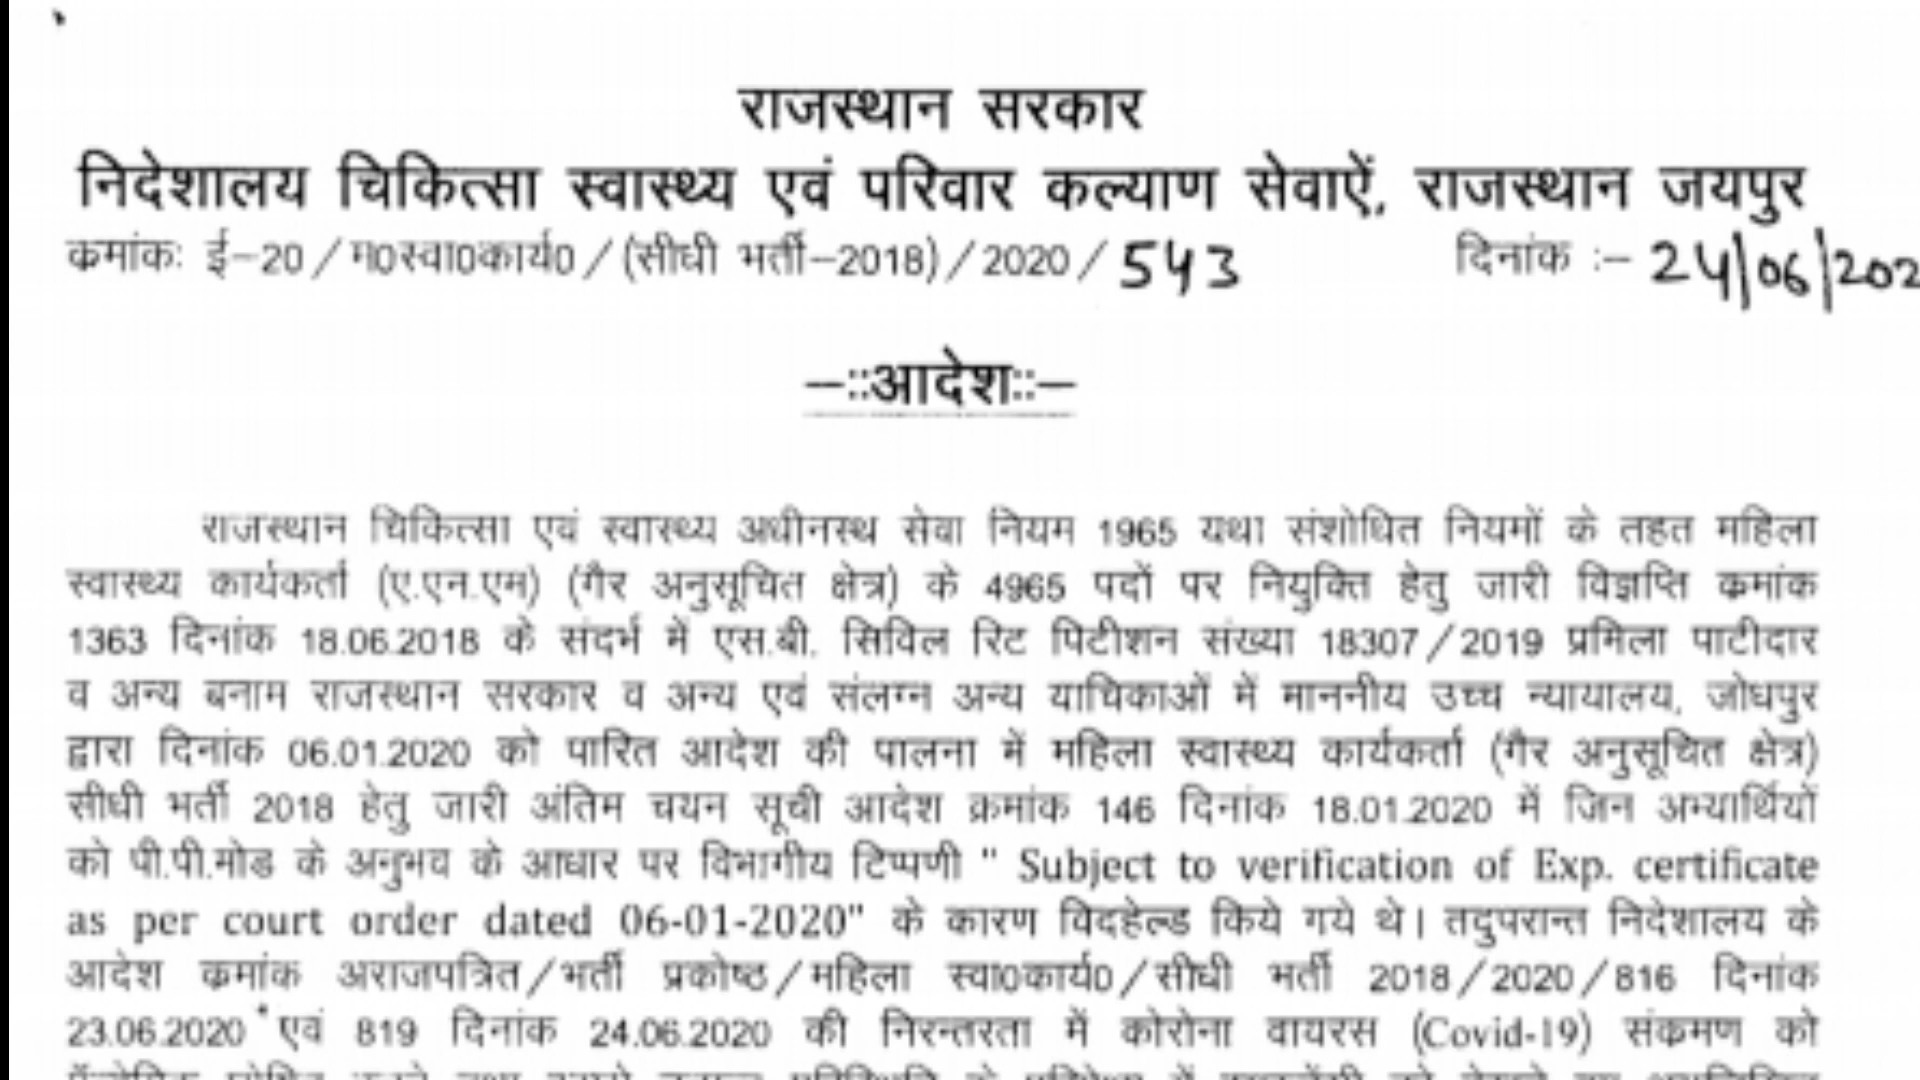 राजस्थान सरकार
निदेशालय चिकित्सा स्वास्थ्य एवं परिवार कल्याण सेवाऐं, राजस्थान जयपुर
क्रमांकः ई–20/म0स्वा0कार्य0/(सीधी भर्ती–2018)/2020/543 दिनांक :– 24/06/202
–::आदेश::–
राजस्थान चिकित्सा एवं स्वास्थ्य अधीनस्थ सेवा नियम 1965 यथा संशोधित नियमों के तहत महिला
स्वास्थ्य कार्यकर्ता (ए.एन.एम) (गैर अनुसूचित क्षेत्र) के 4965 पदों पर नियुक्ति हेतु जारी विज्ञप्ति क्रमांक
1363 दिनांक 18.06.2018 के संदर्भ में एस.बी. सिविल रिट पिटीशन संख्या 18307/2019 प्रमिला पाटीदार
व अन्य बनाम राजस्थान सरकार व अन्य एवं संलग्न अन्य याचिकाओं में माननीय उच्च न्यायालय, जोधपुर
द्वारा दिनांक 06.01.2020 को पारित आदेश की पालना में महिला स्वास्थ्य कार्यकर्ता (गैर अनुसूचित क्षेत्र)
सीधी भर्ती 2018 हेतु जारी अंतिम चयन सूची आदेश क्रमांक 146 दिनांक 18.01.2020 में जिन अभ्यार्थियों
को पी.पी.मोड के अनुभव के आधार पर विभागीय टिप्पणी " Subject to verification of Exp. certificate
as per court order dated 06-01-2020" के कारण विदहेल्ड किये गये थे। तदुपरान्त निदेशालय के
आदेश क्रमांक अराजपत्रित/भर्ती प्रकोष्ठ/महिला स्वा0कार्य0/सीधी भर्ती 2018/2020/816 दिनांक
23.06.2020 एवं 819 दिनांक 24.06.2020 की निरन्तरता में कोरोना वायरस (Covid-19) संक्रमण को